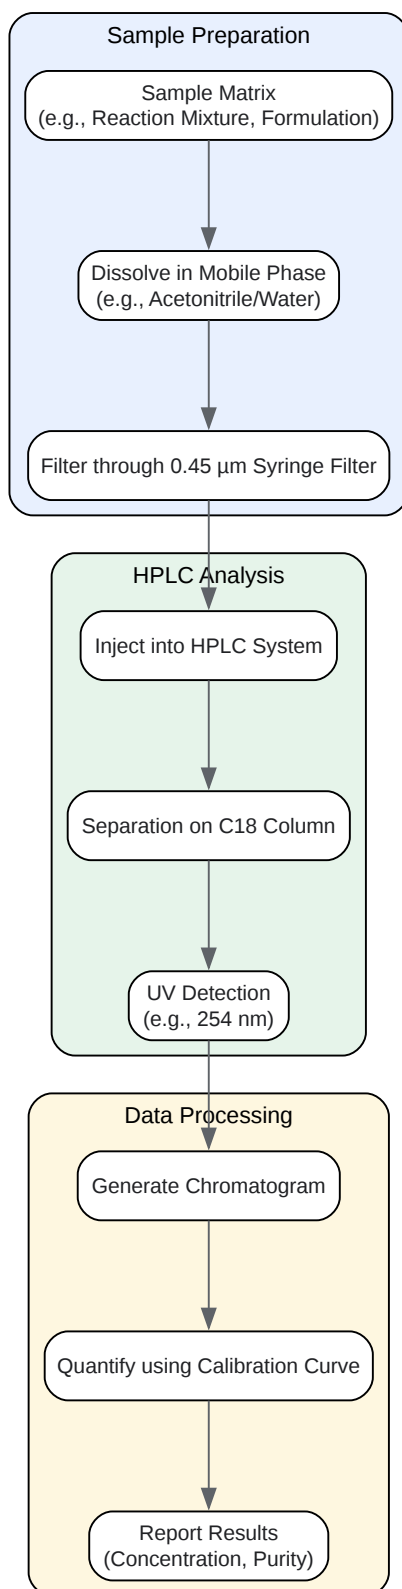 Sample Preparation
Sample Matrix
(e.g., Reaction Mixture, Formulation)
Dissolve in Mobile Phase
(e.g., Acetonitrile/Water)
Filter through 0.45 µm Syringe Filter
HPLC Analysis
Inject into HPLC System
Separation on C18 Column
UV Detection
(e.g., 254 nm)
Data Processing
Generate Chromatogram
Quantify using Calibration Curve
Report Results
(Concentration, Purity)